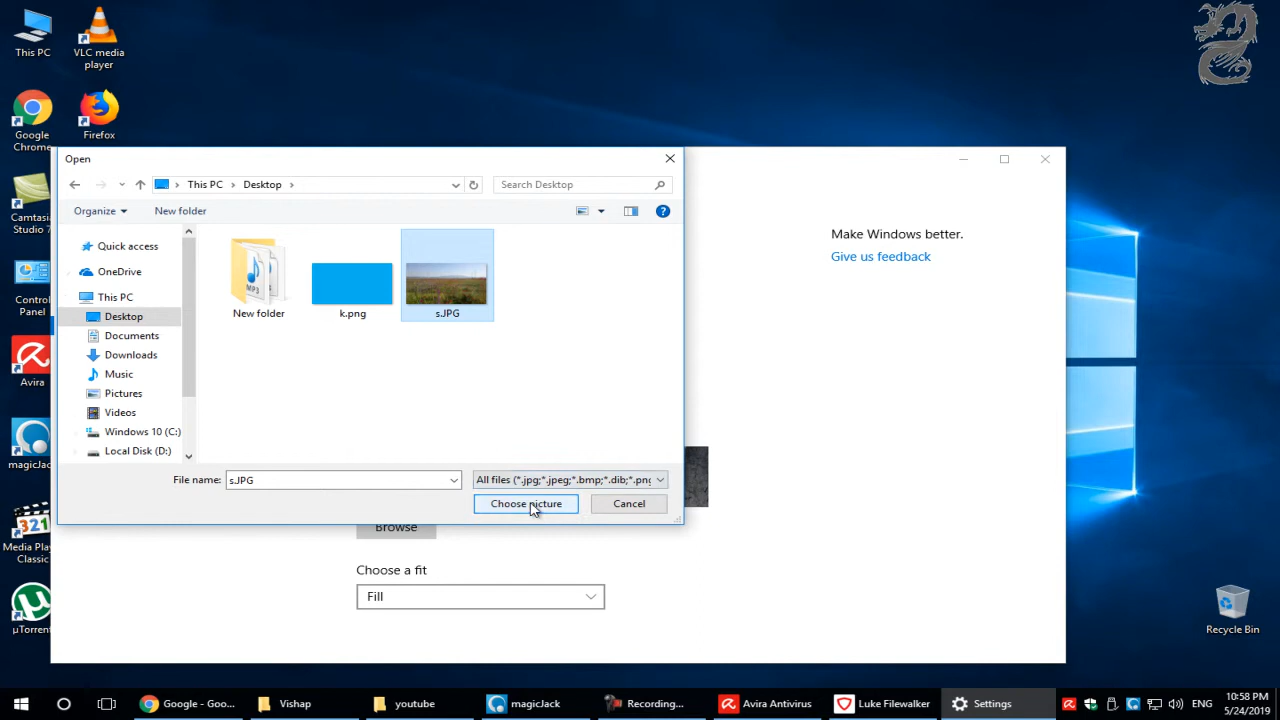 This PC
VLC media
player
Google
Chrome
Firefox
Camtasia
Studio 7
Control
Panel
Avira
magicJack
Media Play
Classic
µTorrent
Recycle Bin
Open
This PC
Desktop
Search Desktop
Organize
New folder
Quick access
OneDrive
This PC
Desktop
Documents
Downloads
Music
Pictures
Videos
Windows 10 (C:)
Local Disk (D:)
MP3
New folder
k.png
s.JPG
File name:
s.JPG
All files (*.jpg;*.jpeg;*.bmp;*.dib;*.png
Choose picture
Cancel
Make Windows better.
Give us feedback
Browse
Choose a fit
Fill
321
Google - Goo...
Vishap
youtube
magicJack
Recording...
Avira Antivirus
Luke Filewalker
Settings
ENG
10:58 PM
5/24/2019